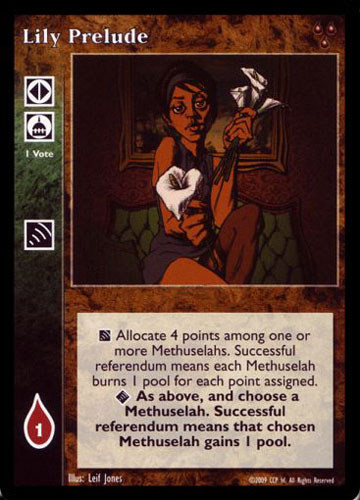 Lily Prelude
1 Vote
Allocate 4 points among one or
more Methuselahs. Successful
referendum means each Methuselah
burns 1 pool for each point assigned.
As above, and choose a
Methuselah. Successful
referendum means that chosen
Methuselah gains 1 pool.
1
Illus: Leif Jones
©2009 CCP hf. All Rights Reserved